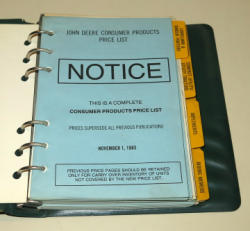 JOHN DEERE CONSUMER PRODUCTS
PRICE LIST
NOTICE
THIS IS A COMPLETE
CONSUMER PRODUCTS PRICE LIST
(PRICES SUPERSEDE ALL PREVIOUS PUBLICATIONS)
NOVEMBER 1, 1983
PREVIOUS PRICE PAGES SHOULD BE RETAINED
ONLY FOR CARRY OVER INVENTORY OF UNITS
NOT COVERED BY THE NEW PRICE LIST.